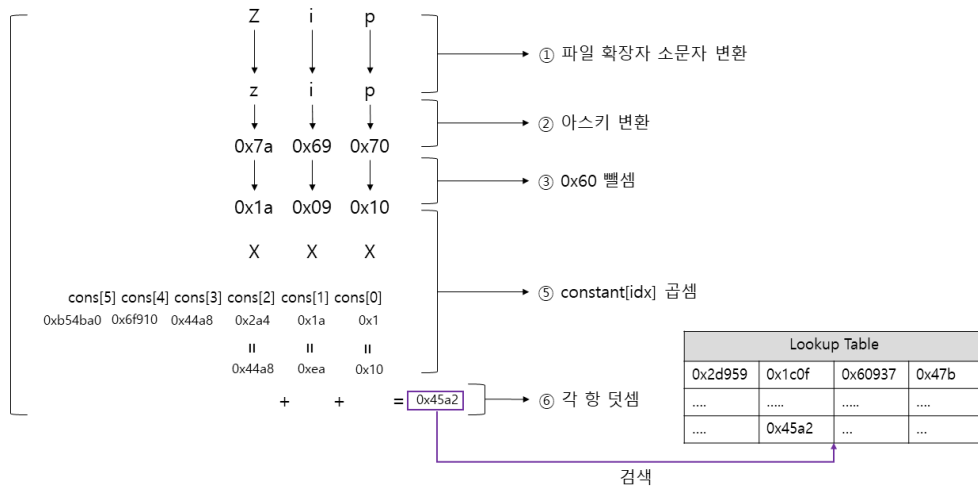 Z i p
① 파일 확장자 소문자 변환
z i p
② 아스키 변환
0x7a 0x69 0x70
③ 0x60 뺄셈
0x1a 0x09 0x10
X X X
cons[5] cons[4] cons[3] cons[2] cons[1] cons[0]
⑤ constant[idx] 곱셈
0xb54ba0 0x6f910 0x44a8 0x2a4 0x1a 0x1
= = =
0x44a8 0xea 0x10
+ + = 0x45a2
⑥ 각 항 덧셈
Lookup Table
0x2d959 0x1c0f 0x60937 0x47b
.... ..... ..... ....
.... 0x45a2 ... ...
검색